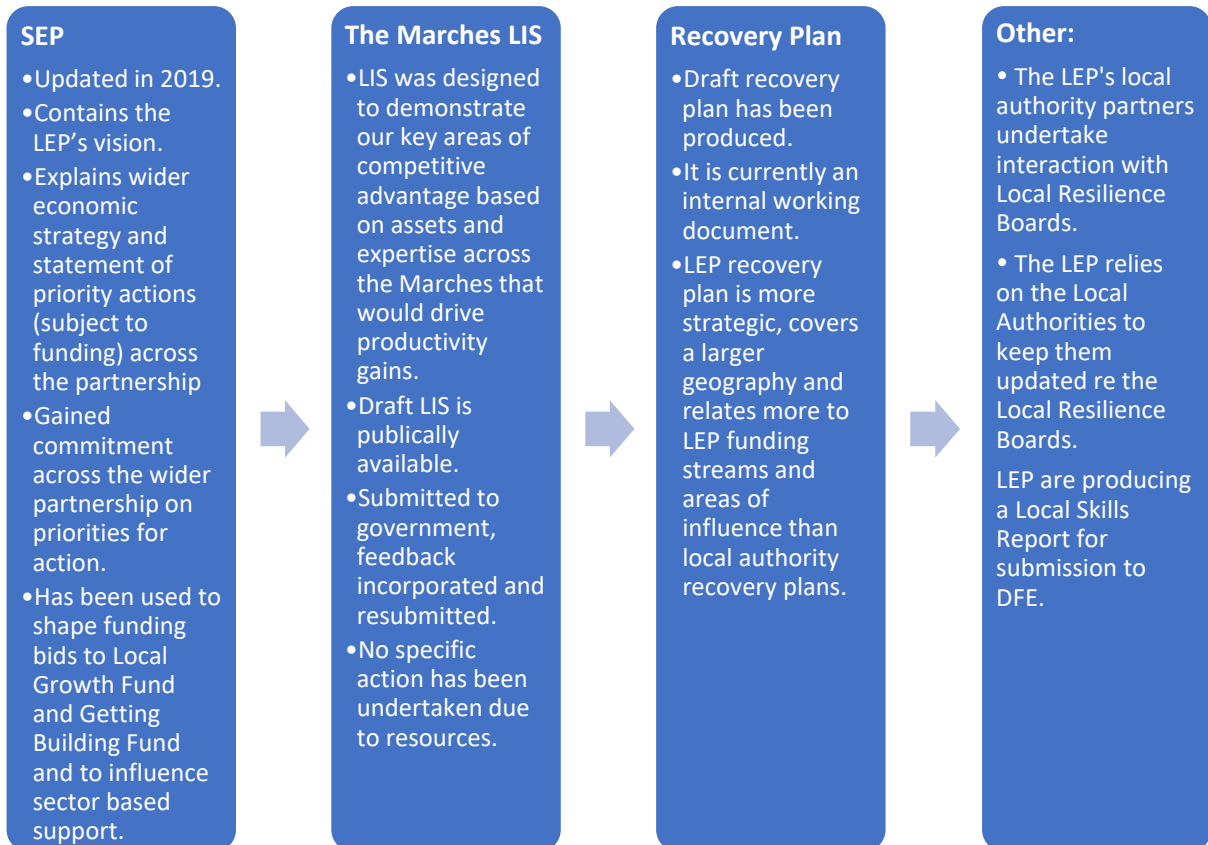 SEP
•Updated in 2019.
•Contains the
LEP’s vision.
•Explains wider
economic
strategy and
statement of
priority actions
(subject to
funding) across
the partnership
•Gained
commitment
across the wider
partnership on
priorities for
action.
•Has been used to
shape funding
bids to Local
Growth Fund
and Getting
Building Fund
and to influence
sector based
support.
The Marches LIS
•LIS was designed
to demonstrate
our key areas of
competitive
advantage based
on assets and
expertise across
the Marches that
would drive
productivity
gains.
•Draft LIS is
publically
available.
•Submitted to
government,
feedback
incorporated and
resubmitted.
•No specific
action has been
undertaken due
to resources.
Recovery Plan
•Draft recovery
plan has been
produced.
•It is currently an
internal working
document.
•LEP recovery
plan is more
strategic, covers
a larger
geography and
relates more to
LEP funding
streams and
areas of
influence than
local authority
recovery plans.
Other:
• The LEP's local
authority partners
undertake
interaction with
Local Resilience
Boards.
• The LEP relies
on the Local
Authorities to
keep them
updated re the
Local Resilience
Boards.
LEP are producing
a Local Skills
Report for
submission to
DFE.